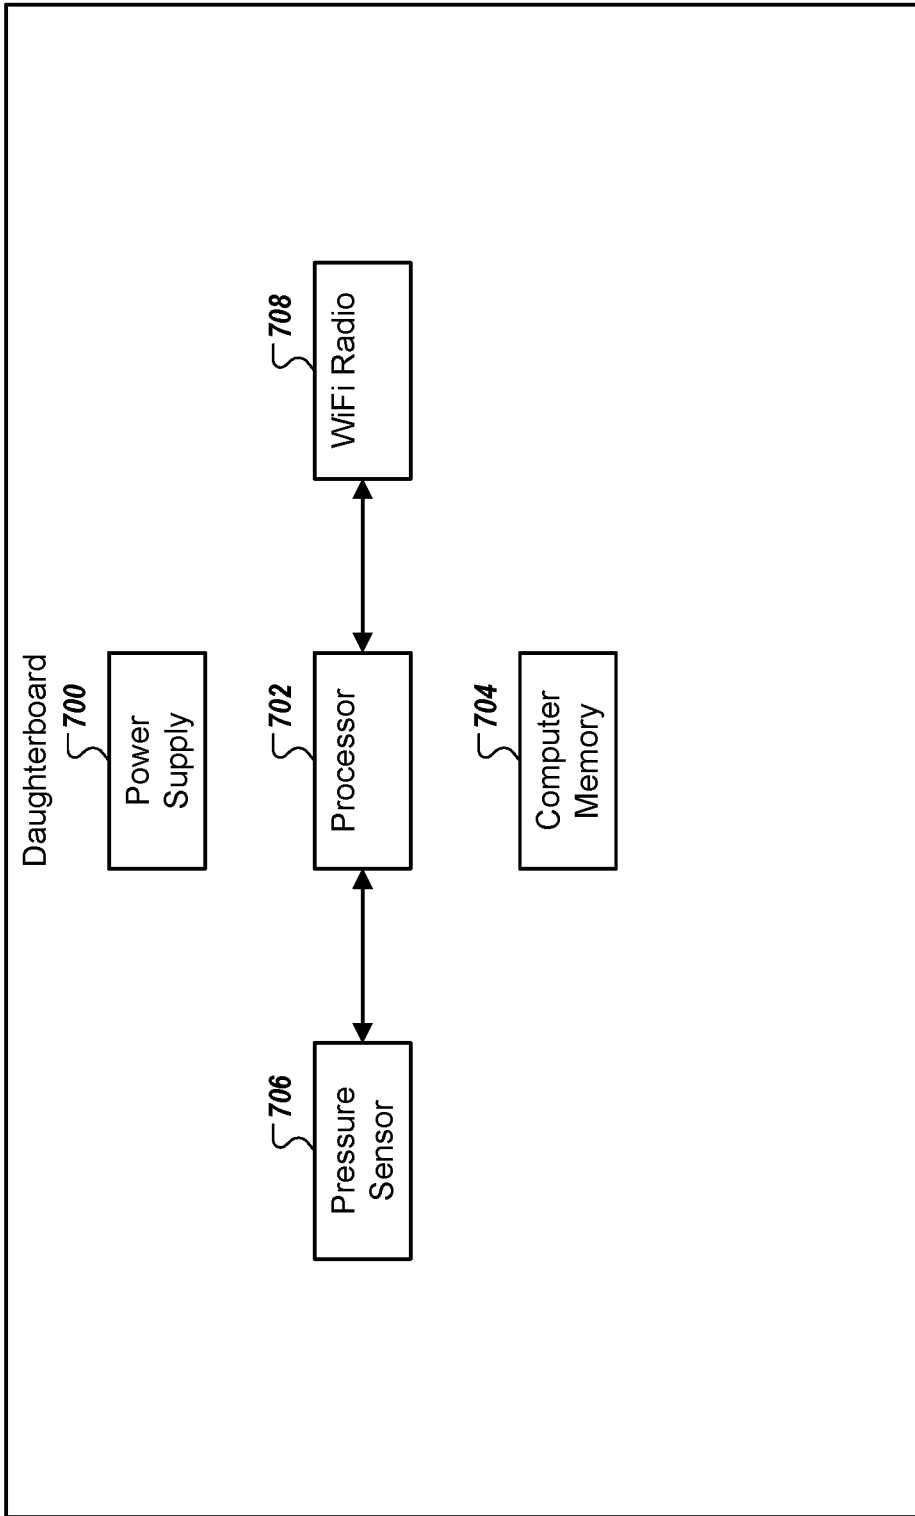 Daughterboard
700
Power
Supply
706
Pressure
Sensor
702
Processor
708
WiFi Radio
704
Computer
Memory